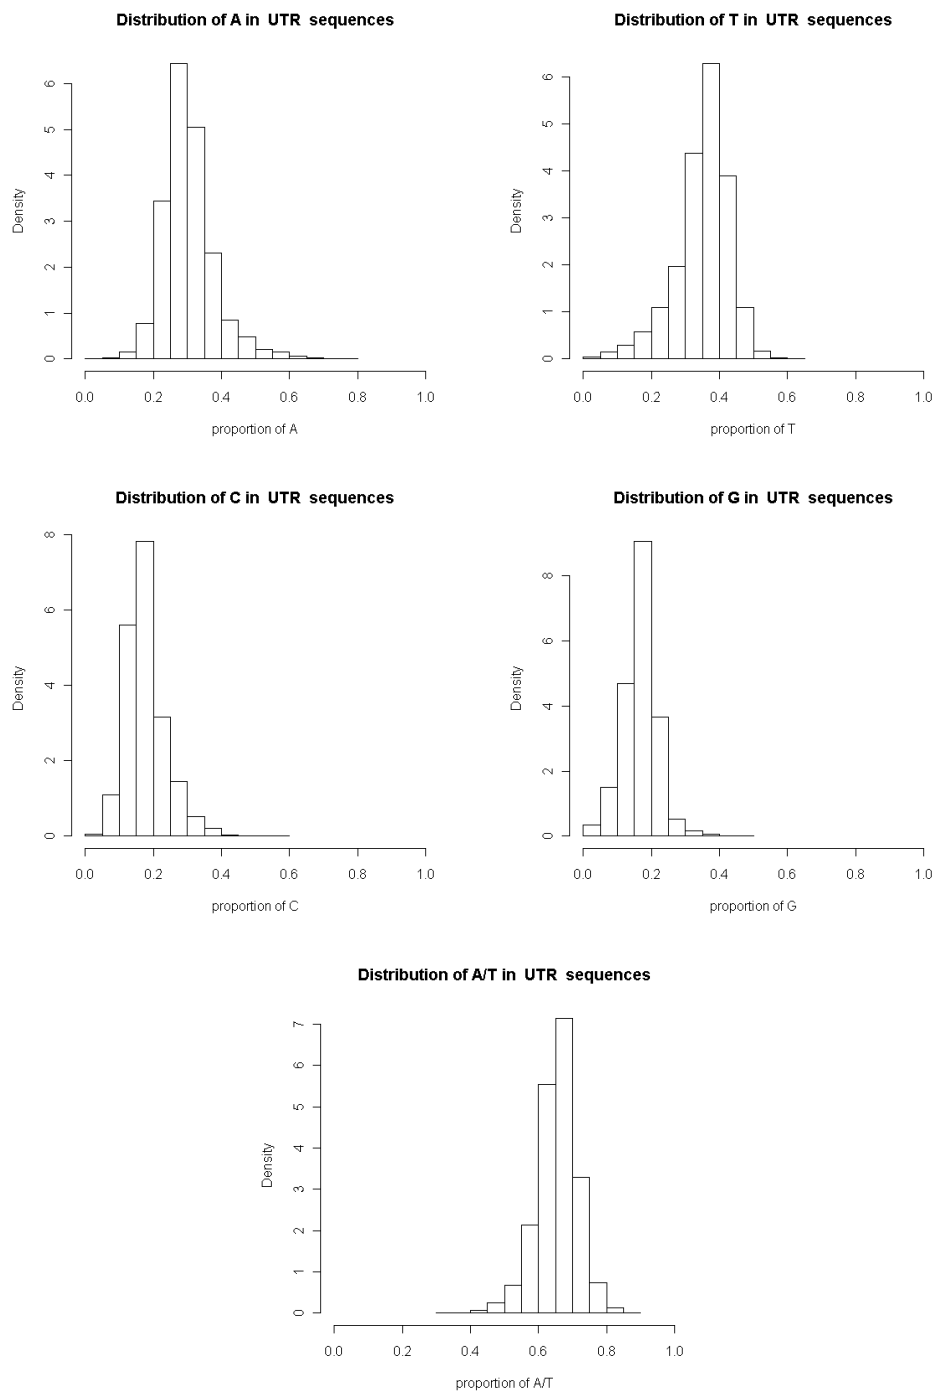 Distribution of A in UTR sequences
Density
0 1 2 3 4 5 6
0.0 0.2 0.4 0.6 0.8 1.0
proportion of A
Distribution of T in UTR sequences
Density
0 1 2 3 4 5 6
0.0 0.2 0.4 0.6 0.8 1.0
proportion of T
Distribution of C in UTR sequences
Density
0 2 4 6 8
0.0 0.2 0.4 0.6 0.8 1.0
proportion of C
Distribution of G in UTR sequences
Density
0 2 4 6 8
0.0 0.2 0.4 0.6 0.8 1.0
proportion of G
Distribution of A/T in UTR sequences
Density
0 1 2 3 4 5 6 7
0.0 0.2 0.4 0.6 0.8 1.0
proportion of A/T